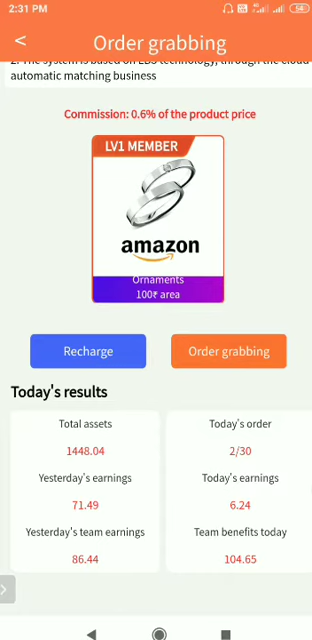 2:31 PM
54
<
Order grabbing
2. The system is based on LBS technology, through the cloud
automatic matching business
Commission: 0.6% of the product price
LV1 MEMBER
amazon
Ornaments
100₹ area
Recharge
Order grabbing
Today's results
Total assets
Today's order
1448.04
2/30
Yesterday's earnings
Today's earnings
71.49
6.24
Yesterday's team earnings
Team benefits today
86.44
104.65